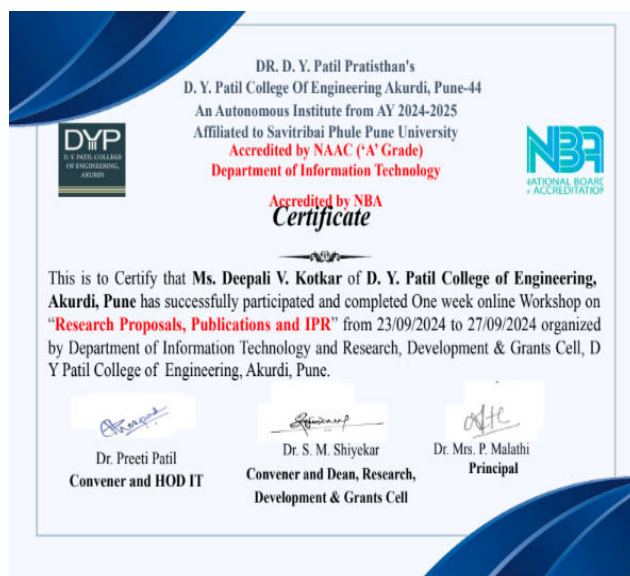 DR. D. Y. Patil Pratisthan's
D. Y. Patil College Of Engineering Akurdi, Pune-44
An Autonomous Institute from AY 2024-2025
Affiliated to Savitribai Phule Pune University
Accredited by NAAC (‘A’ Grade)
Department of Information Technology
Accredited by NBA
DYP
D. Y. PATIL COLLEGE
OF ENGINEERING,
AKURDI
NBA
NATIONAL BOARD
of ACCREDITATION
Certificate
This is to Certify that Ms. Deepali V. Kotkar of D. Y. Patil College of Engineering,
Akurdi, Pune has successfully participated and completed One week online Workshop on
“Research Proposals, Publications and IPR” from 23/09/2024 to 27/09/2024 organized
by Department of Information Technology and Research, Development & Grants Cell, D
Y Patil College of Engineering, Akurdi, Pune.
Dr. Preeti Patil
Convener and HOD IT
Dr. S. M. Shiyekar
Convener and Dean, Research,
Development & Grants Cell
Dr. Mrs. P. Malathi
Principal